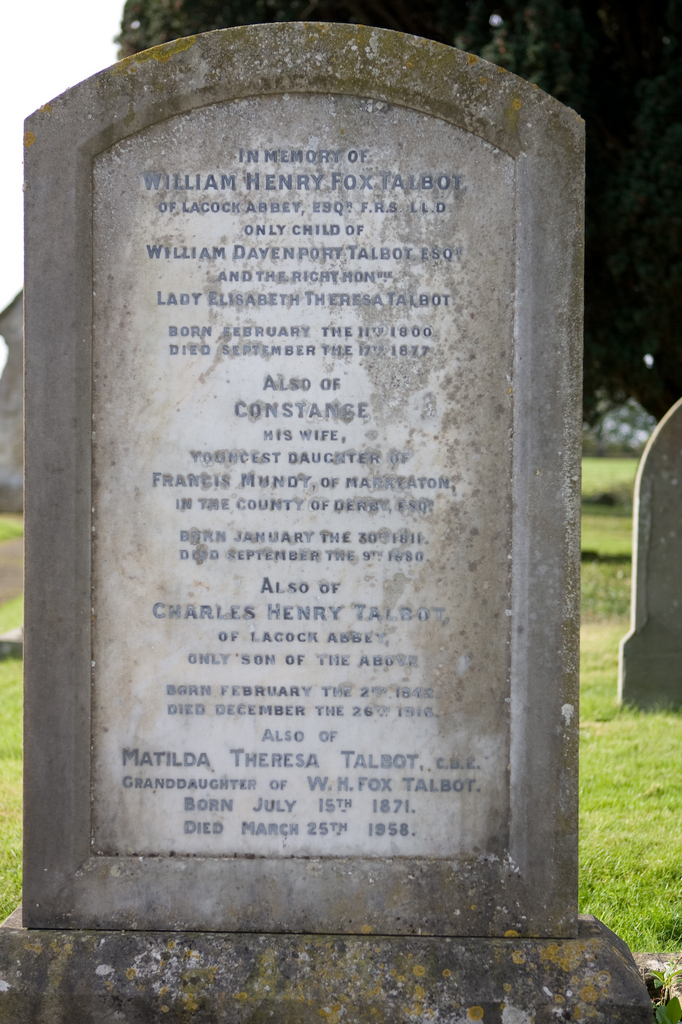 IN MEMORY OF
WILLIAM HENRY FOX TALBOT
OF LACOCK ABBEY, ESQR. F.R.S. LL.D
ONLY CHILD OF
WILLIAM DAVENPORT TALBOT ESQR
AND THE RIGHT HONBLE
LADY ELISABETH THERESA TALBOT
BORN FEBRUARY THE 11TH 1800
DIED SEPTEMBER THE 17TH 1877
ALSO OF
CONSTANCE
HIS WIFE,
YOUNGEST DAUGHTER OF
FRANCIS MUNDY, OF MARKEATON,
IN THE COUNTY OF DERBY, ESQR
BORN JANUARY THE 30TH 1811.
DIED SEPTEMBER THE 9TH 1880
ALSO OF
CHARLES HENRY TALBOT,
OF LACOCK ABBEY
ONLY SON OF THE ABOVE
BORN FEBRUARY THE 2ND 1842
DIED DECEMBER THE 26TH 1916.
ALSO OF
MATILDA THERESA TALBOT, C.B.E.
GRANDDAUGHTER OF W. H. FOX TALBOT.
BORN JULY 15TH 1871.
DIED MARCH 25TH 1958.